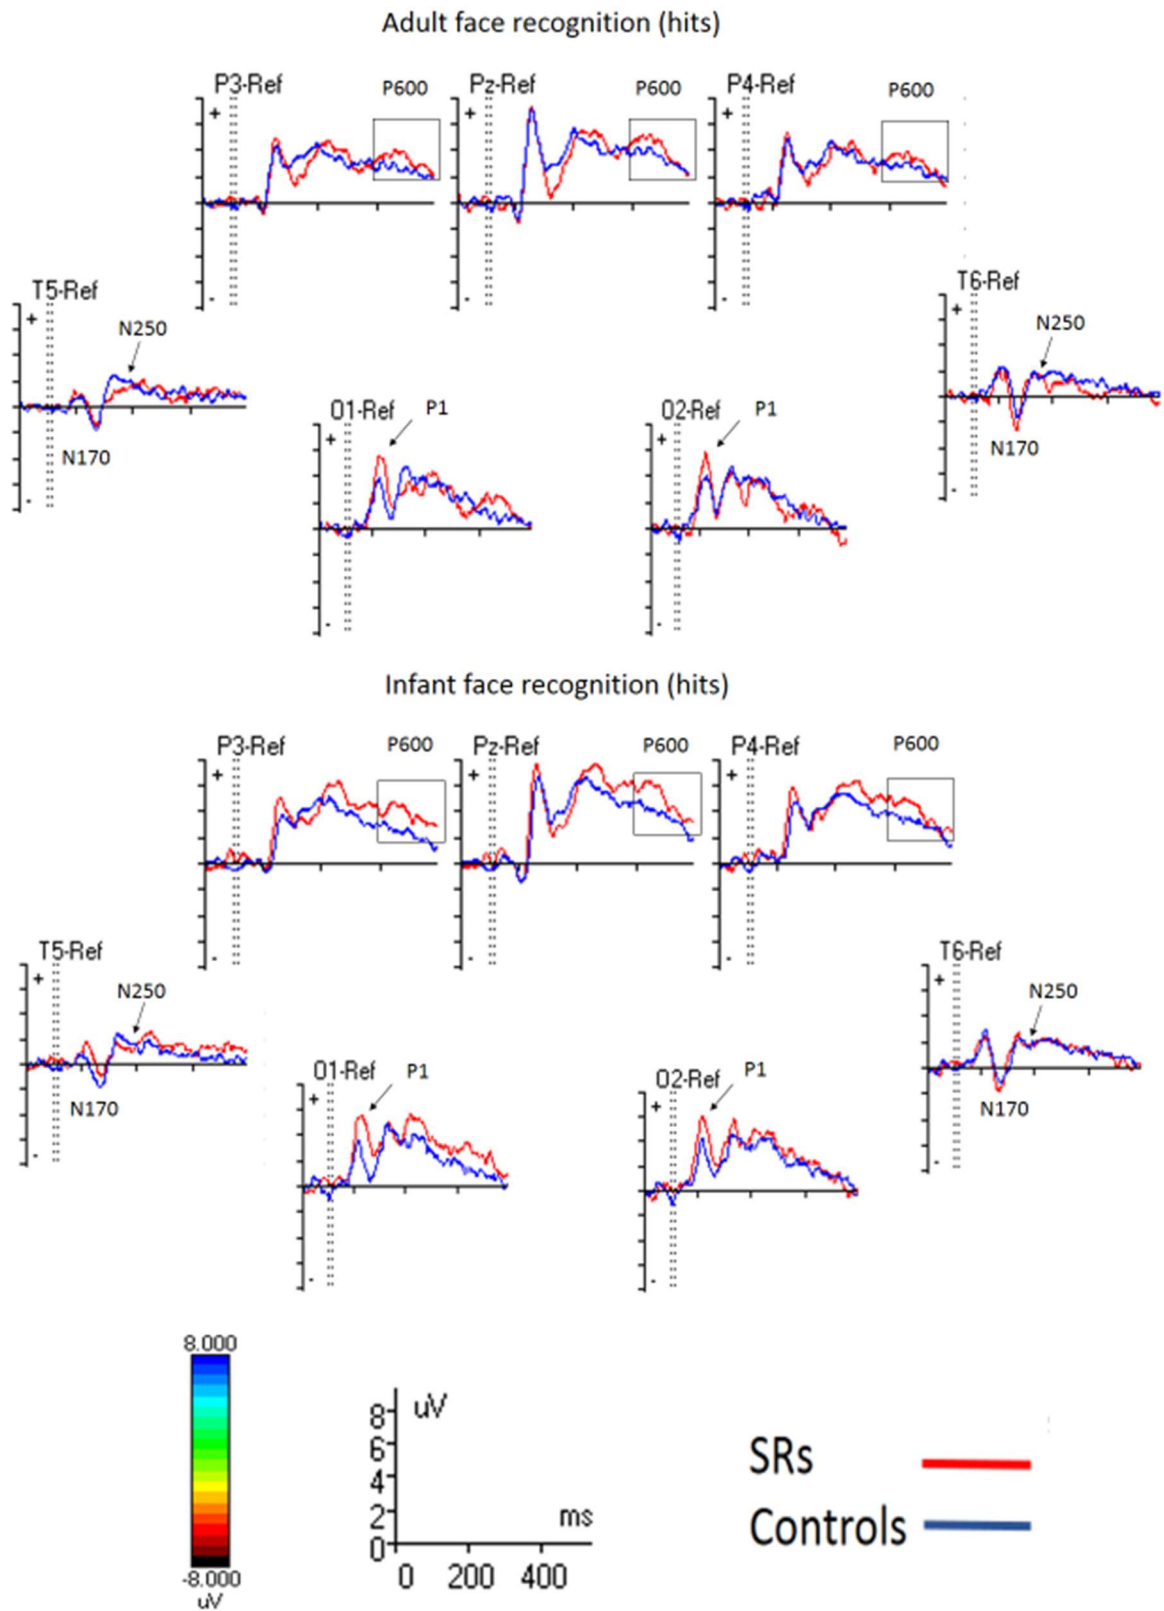 Adult face recognition (hits)
P3-Ref P600 Pz-Ref P600 P4-Ref P600
+ + +
- - -
T5-Ref T6-Ref
+ N250 + N250
O1-Ref P1 O2-Ref P1
+ +
N170 N170
- -
- -
Infant face recognition (hits)
P3-Ref P600 Pz-Ref P600 P4-Ref P600
+ + +
- - -
T5-Ref T6-Ref
+ N250 + N250
O1-Ref P1 O2-Ref P1
+ +
N170 N170
- -
- -
8.000
-8.000
uV
uV
8
6
4
2
0
ms
0 200 400
SRs
Controls